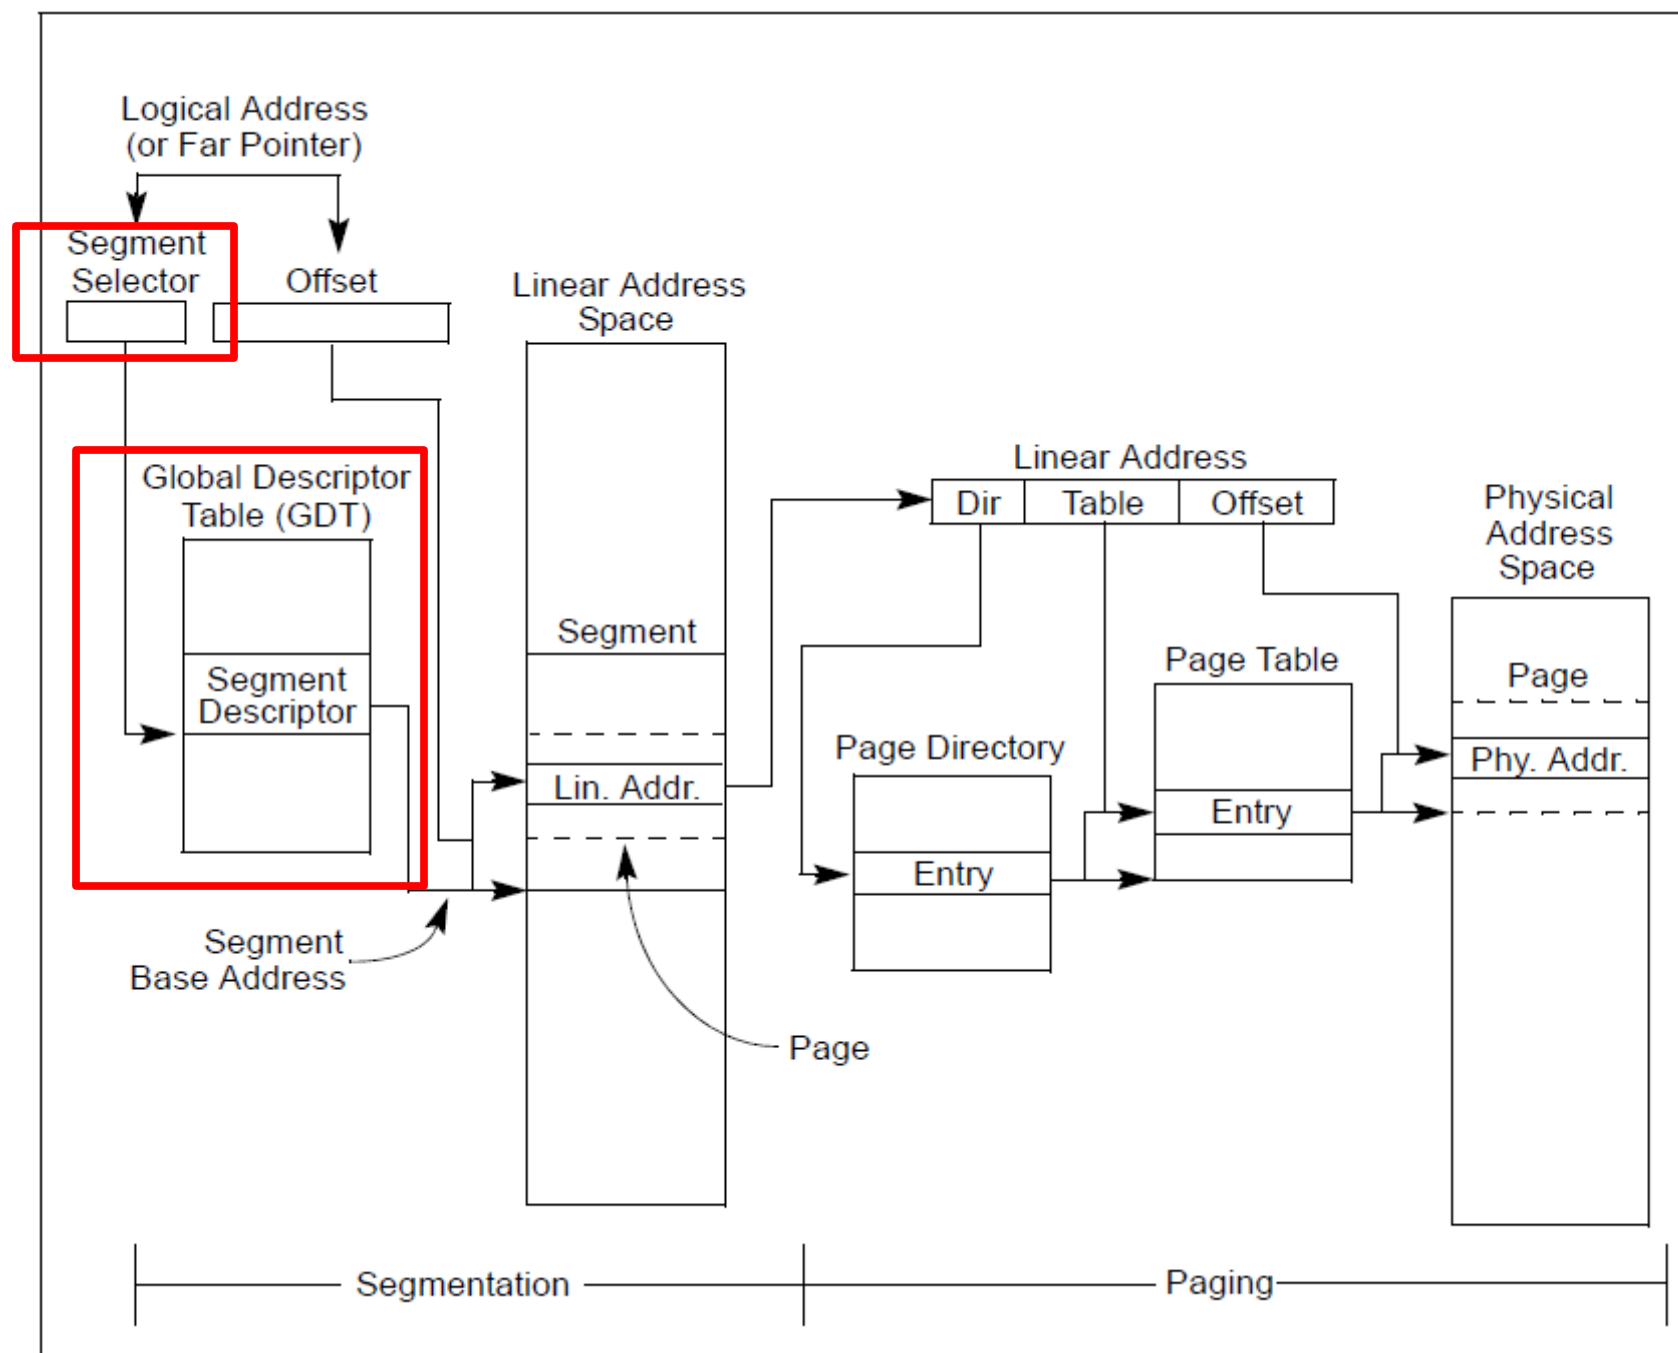 Logical Address
(or Far Pointer)
Segment
Selector
Offset
Linear Address
Space
Global Descriptor
Table (GDT)
Segment
Descriptor
Segment
Base Address
Segment
Lin. Addr.
Page
Linear Address
Dir
Table
Offset
Page Directory
Entry
Page Table
Entry
Physical
Address
Space
Page
Phy. Addr.
Segmentation
Paging